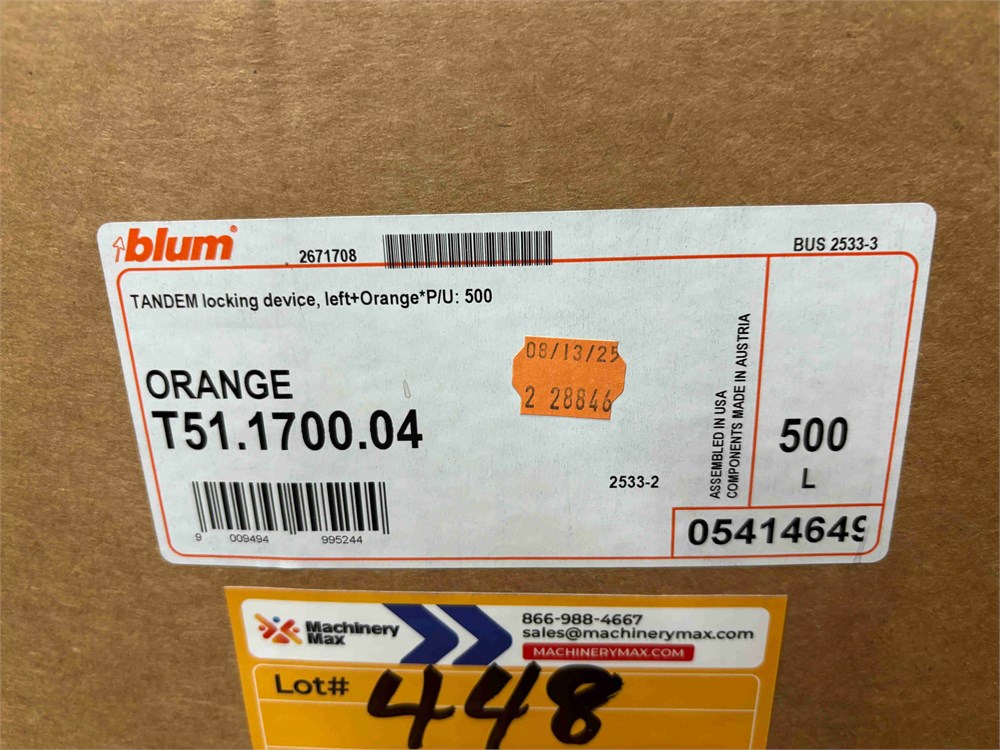 blum
2671708
BUS 2533-3
TANDEM locking device, left+Orange*P/U: 500
ORANGE
T51.1700.04
08/13/25
2 28846
ASSEMBLED IN USA
COMPONENTS MADE IN AUSTRIA
500
L
2533-2
05414649
9 009494 995244
Machinery
Max
866-988-4667
sales@machinerymax.com
MACHINERYMAX.COM
Lot# 448